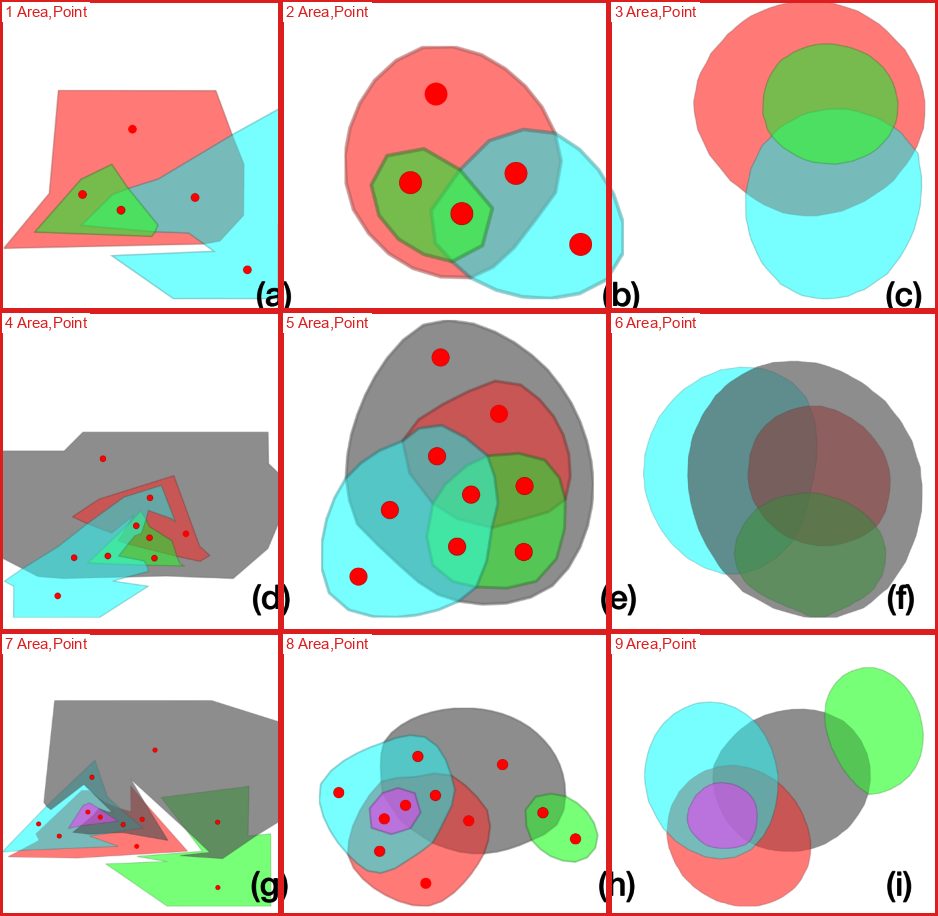 1 Area,Point
2 Area,Point
3 Area,Point
(a)
(b)
(c)
4 Area,Point
5 Area,Point
6 Area,Point
(d)
(e)
(f)
7 Area,Point
8 Area,Point
9 Area,Point
(g)
(h)
(i)